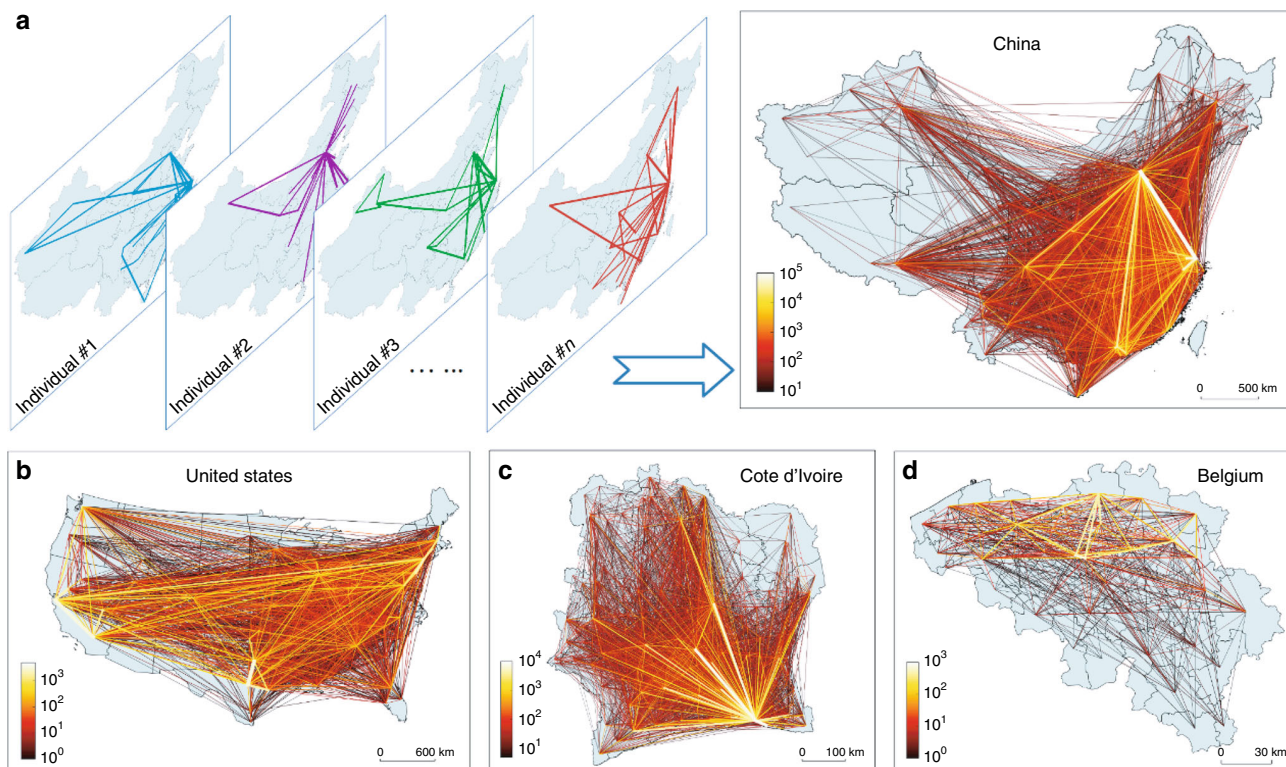 a
Individual #1
Individual #2
Individual #3
... ...
Individual #n
China
10^5
10^4
10^3
10^2
10^1
0 500 km
b
United states
10^3
10^2
10^1
10^0
0 600 km
c
Cote d'Ivoire
10^4
10^3
10^2
10^1
0 100 km
d
Belgium
10^3
10^2
10^1
10^0
0 30 km